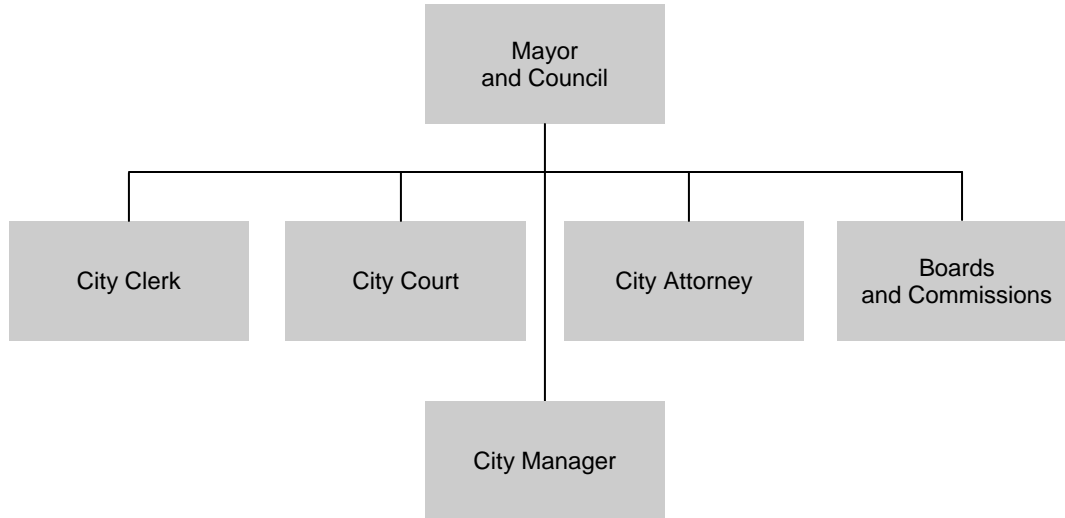 Mayor
and Council
City Clerk
City Court
City Attorney
Boards
and Commissions
City Manager